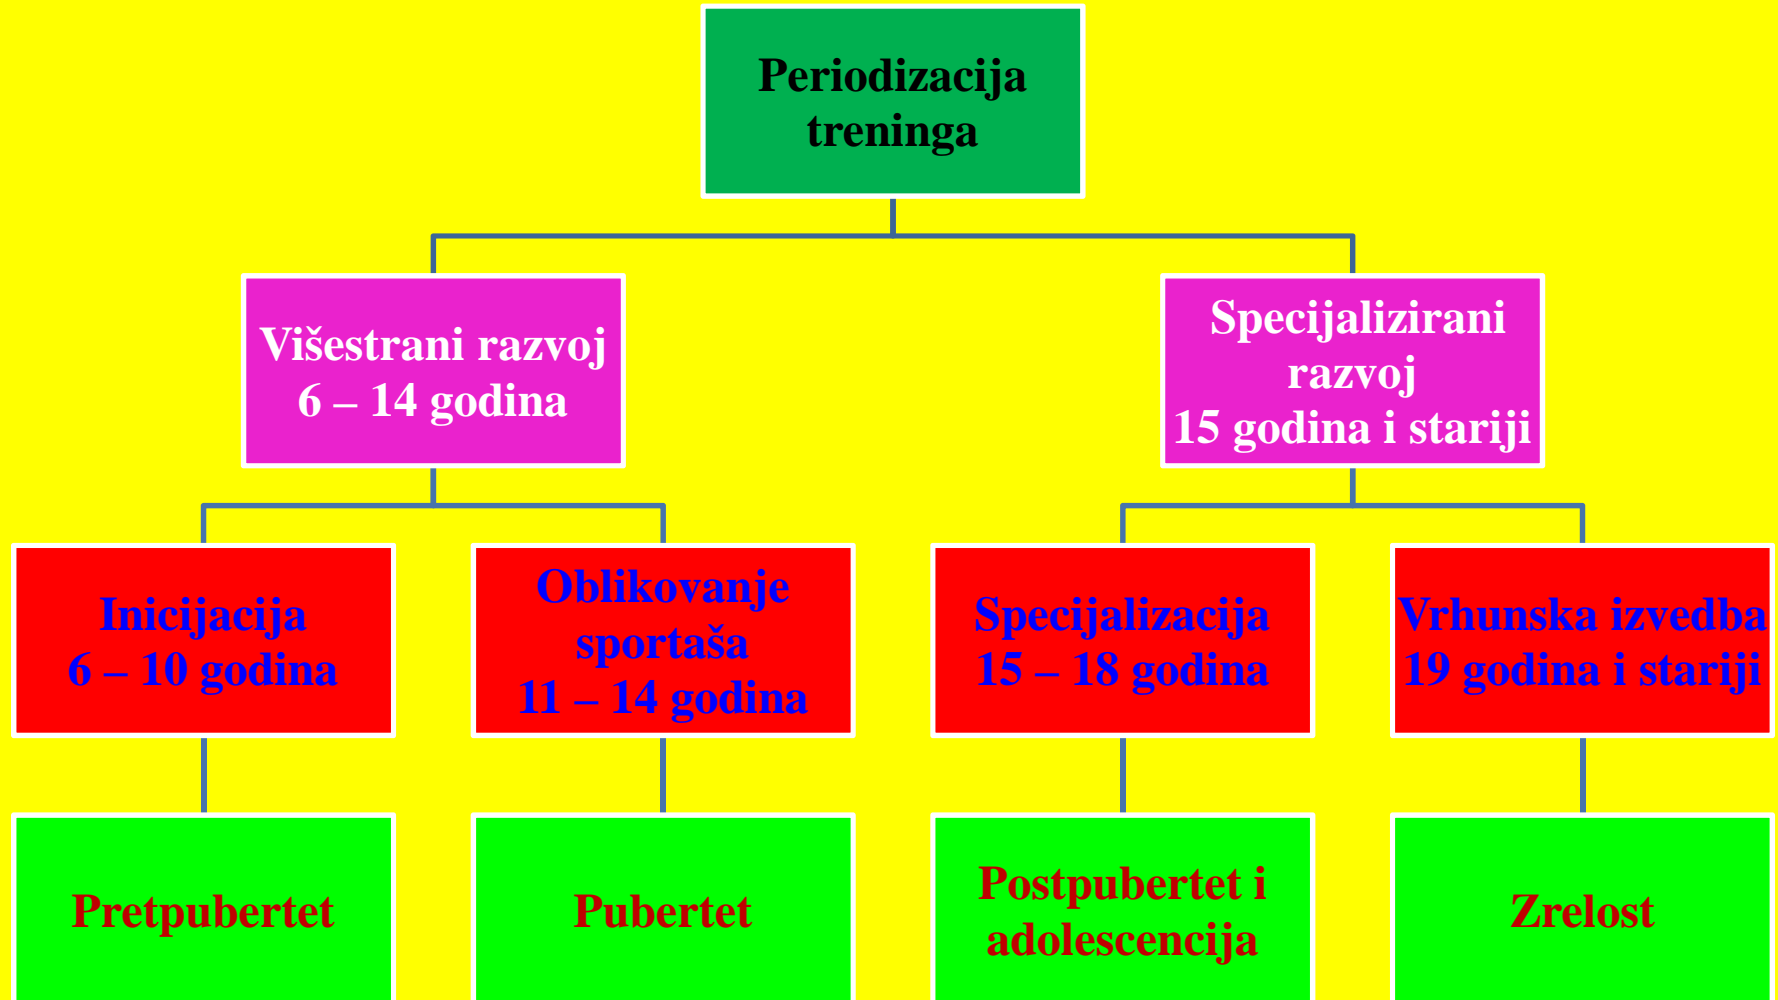 Periodizacija
treninga
Višestrani razvoj
6 – 14 godina
Specijalizirani
razvoj
15 godina i stariji
Inicijacija
6 – 10 godina
Oblikovanje
sportaša
11 – 14 godina
Specijalizacija
15 – 18 godina
Vrhunska izvedba
19 godina i stariji
Pretpubertet
Pubertet
Postpubertet i
adolescencija
Zrelost